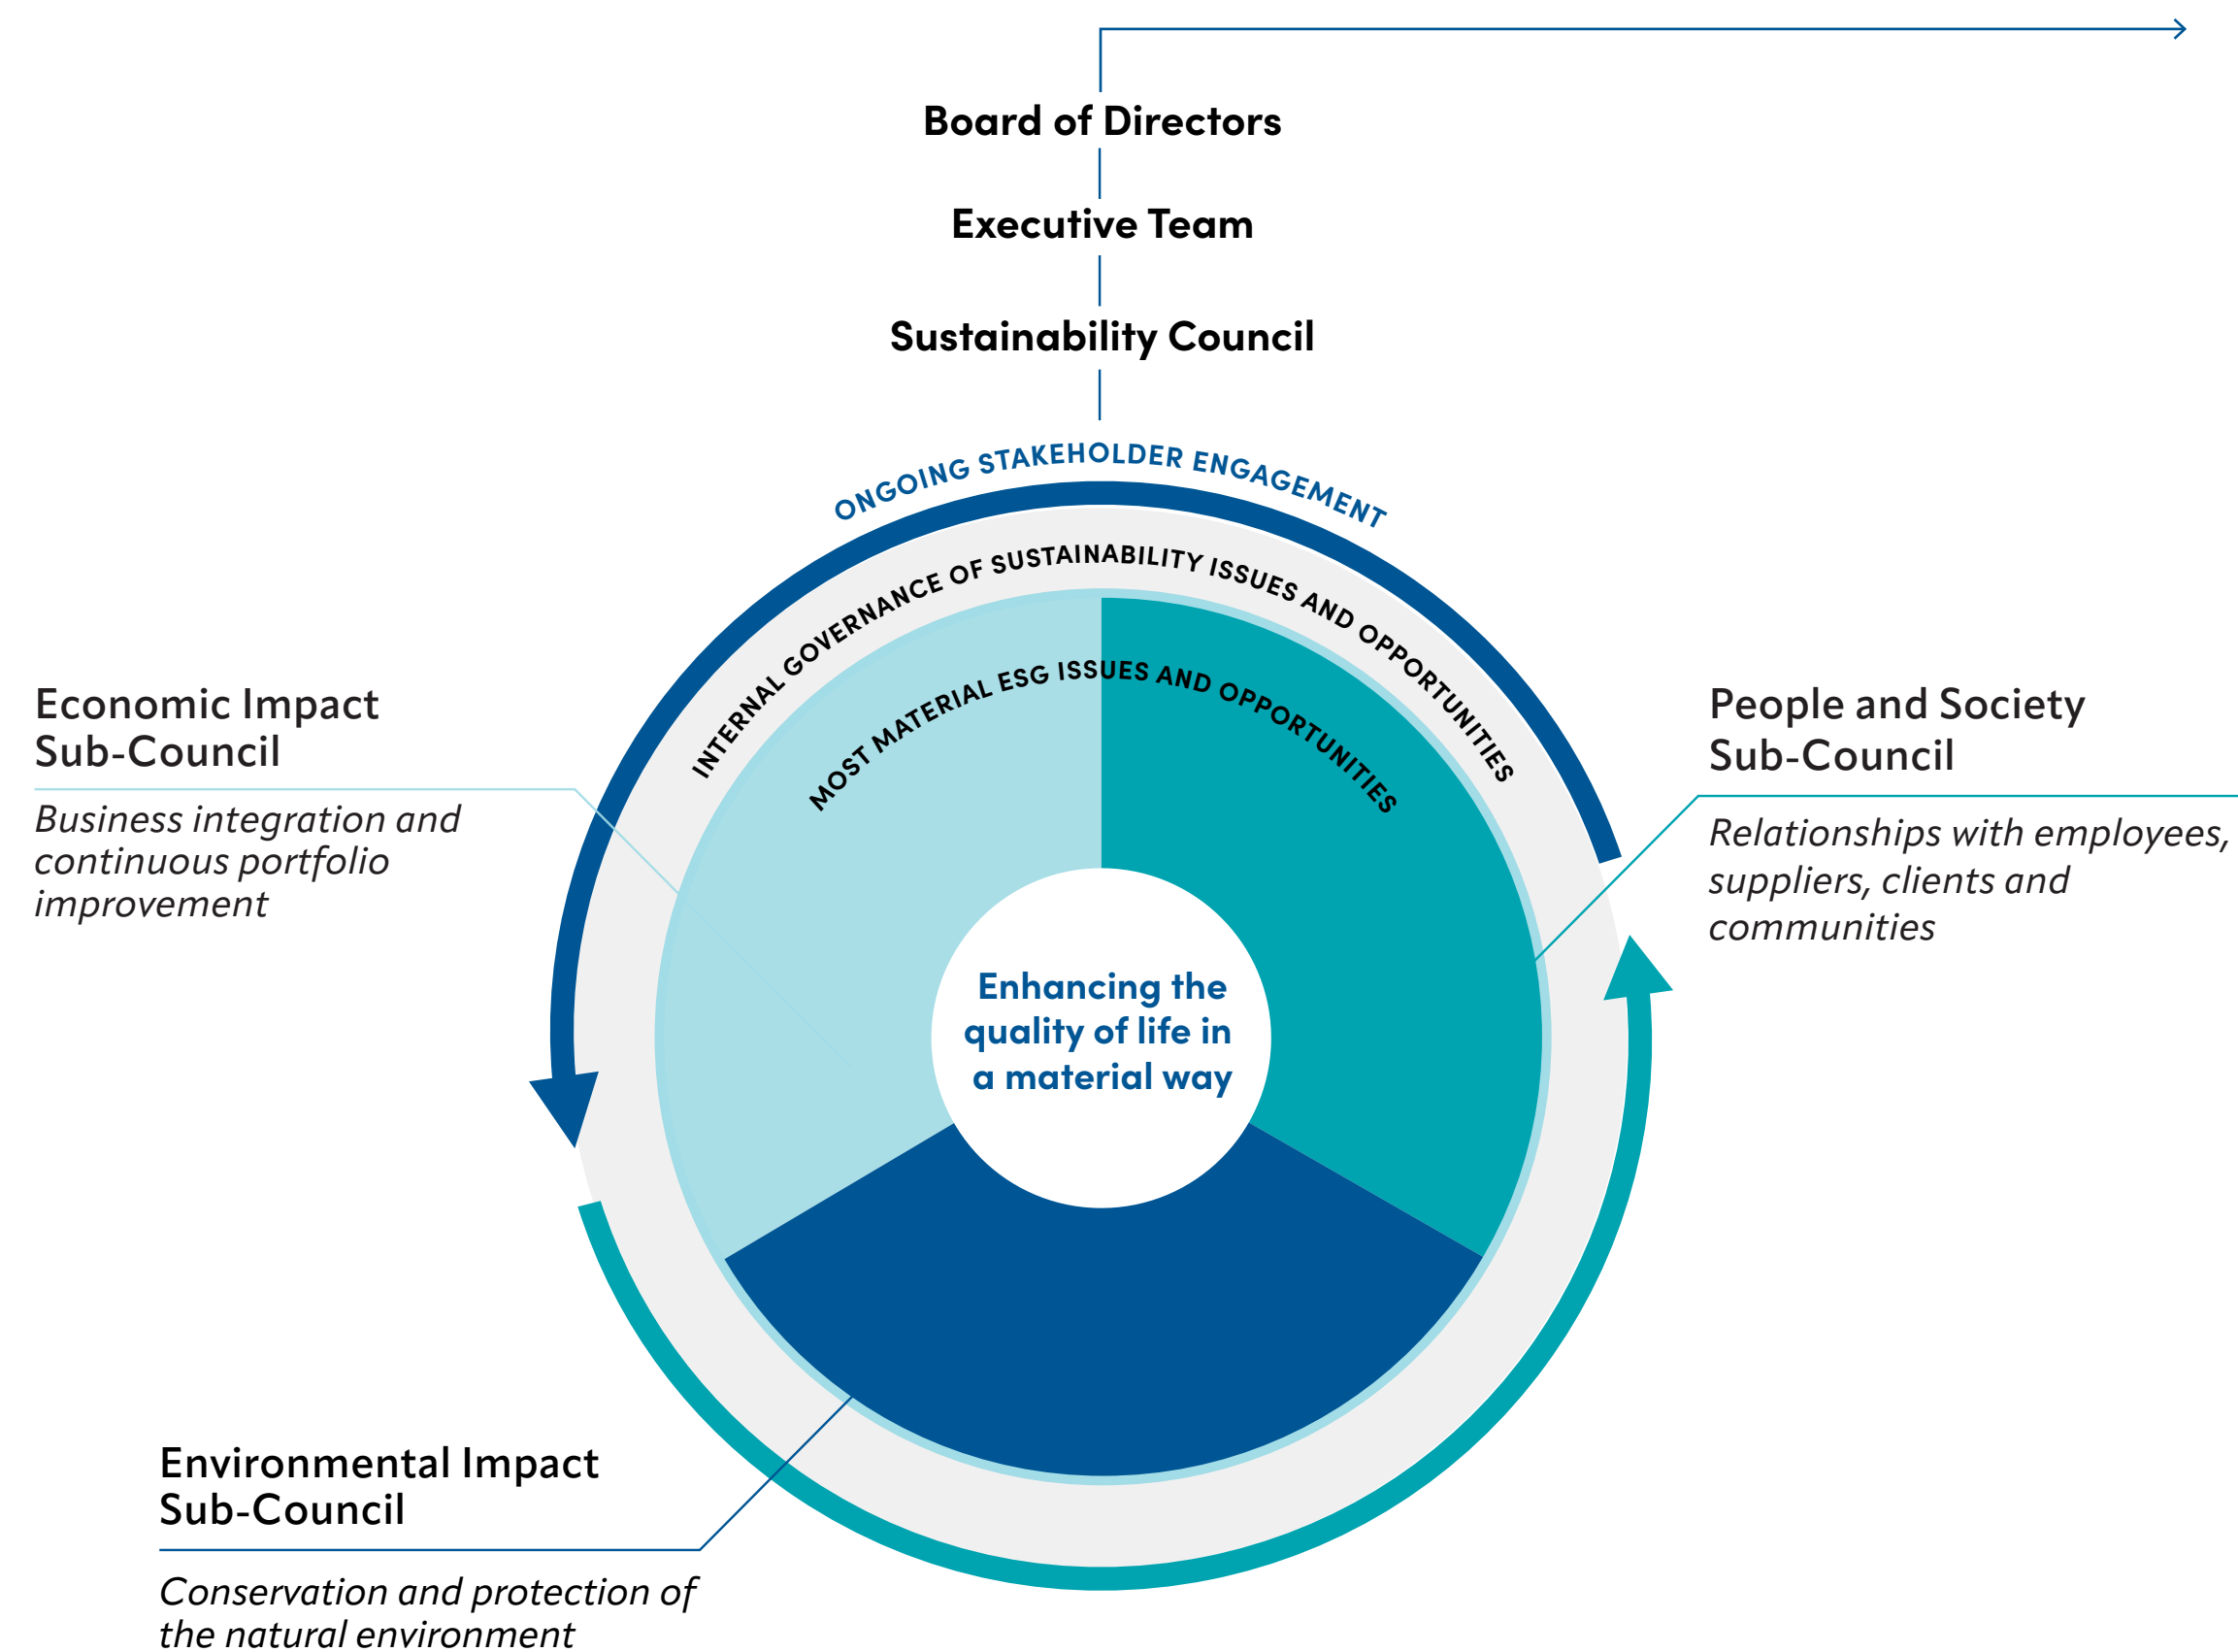 Board of Directors
Executive Team
Sustainability Council
ONGOING STAKEHOLDER ENGAGEMENT
INTERNAL GOVERNANCE OF SUSTAINABILITY ISSUES AND OPPORTUNITIES
MOST MATERIAL ESG ISSUES AND OPPORTUNITIES
Economic Impact
Sub-Council
Business integration and
continuous portfolio
improvement
People and Society
Sub-Council
Relationships with employees,
suppliers, clients and
communities
Enhancing the
quality of life in
a material way
Environmental Impact
Sub-Council
Conservation and protection of
the natural environment